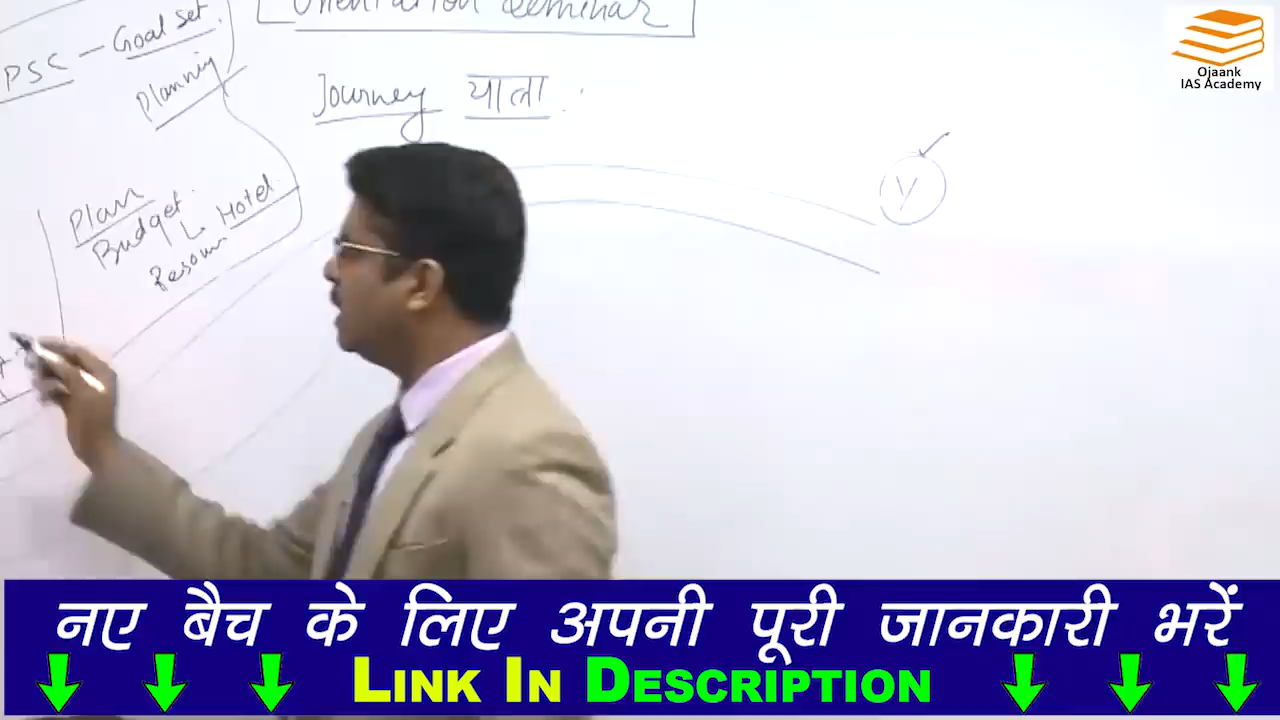 Orientation Seminar
PSC – Goal set.
Planning
Journey यात्रा
Plan
Budget
Hotel
Y
Ojaank
IAS Academy
नए बैच के लिए अपनी पूरी जानकारी भरें
LINK IN DESCRIPTION